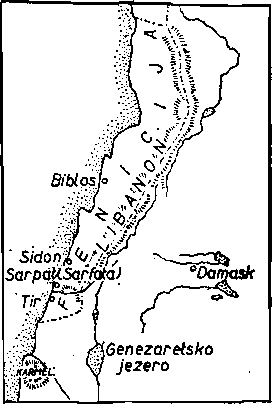 FENICIJA
LIBANON
Biblos
Sidon
Sarpat (Sarfata)
Damask
Tir
Genezaretsko
jezero
KARMEL